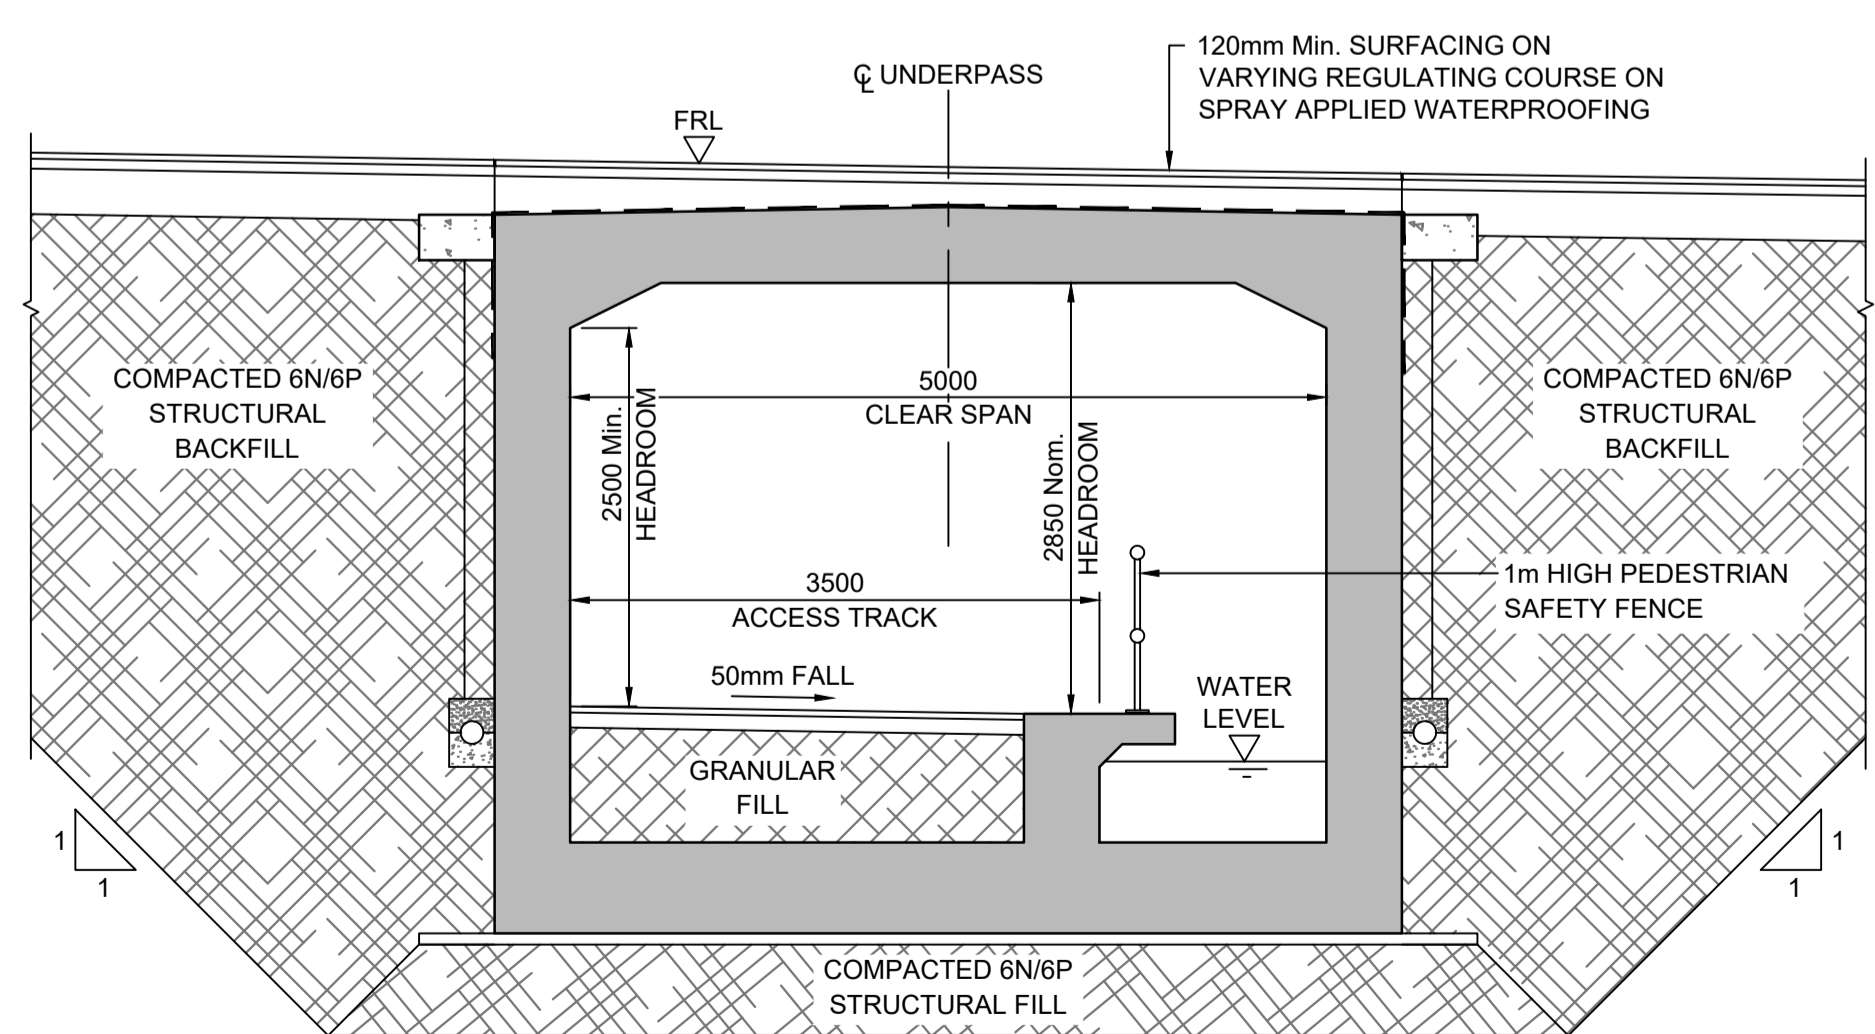 120mm Min. SURFACING ON
VARYING REGULATING COURSE ON
SPRAY APPLIED WATERPROOFING
℄ UNDERPASS
FRL
COMPACTED 6N/6P
STRUCTURAL
BACKFILL
5000
CLEAR SPAN
2500 Min.
HEADROOM
2850 Nom.
HEADROOM
COMPACTED 6N/6P
STRUCTURAL
BACKFILL
3500
ACCESS TRACK
1m HIGH PEDESTRIAN
SAFETY FENCE
50mm FALL
WATER
LEVEL
GRANULAR
FILL
1
1
1
1
COMPACTED 6N/6P
STRUCTURAL FILL